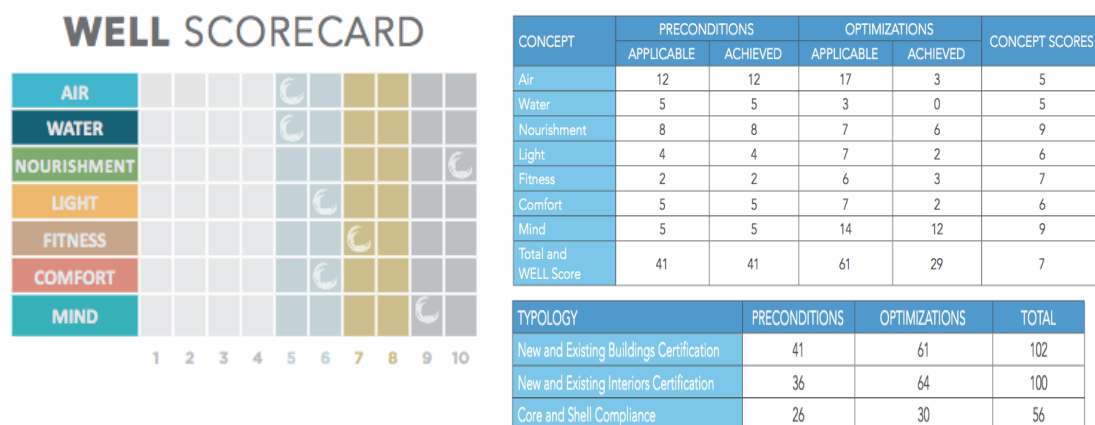 WELL SCORECARD
AIR
WATER
NOURISHMENT
LIGHT
FITNESS
COMFORT
MIND
1 2 3 4 5 6 7 8 9 10
CONCEPT PRECONDITIONS OPTIMIZATIONS CONCEPT SCORES
APPLICABLE ACHIEVED APPLICABLE ACHIEVED
Air 12 12 17 3 5
Water 5 5 3 0 5
Nourishment 8 8 7 6 9
Light 4 4 7 2 6
Fitness 2 2 6 3 7
Comfort 5 5 7 2 6
Mind 5 5 14 12 9
Total and
WELL Score 41 41 61 29 7
TYPOLOGY PRECONDITIONS OPTIMIZATIONS TOTAL
New and Existing Buildings Certification 41 61 102
New and Existing Interiors Certification 36 64 100
Core and Shell Compliance 26 30 56